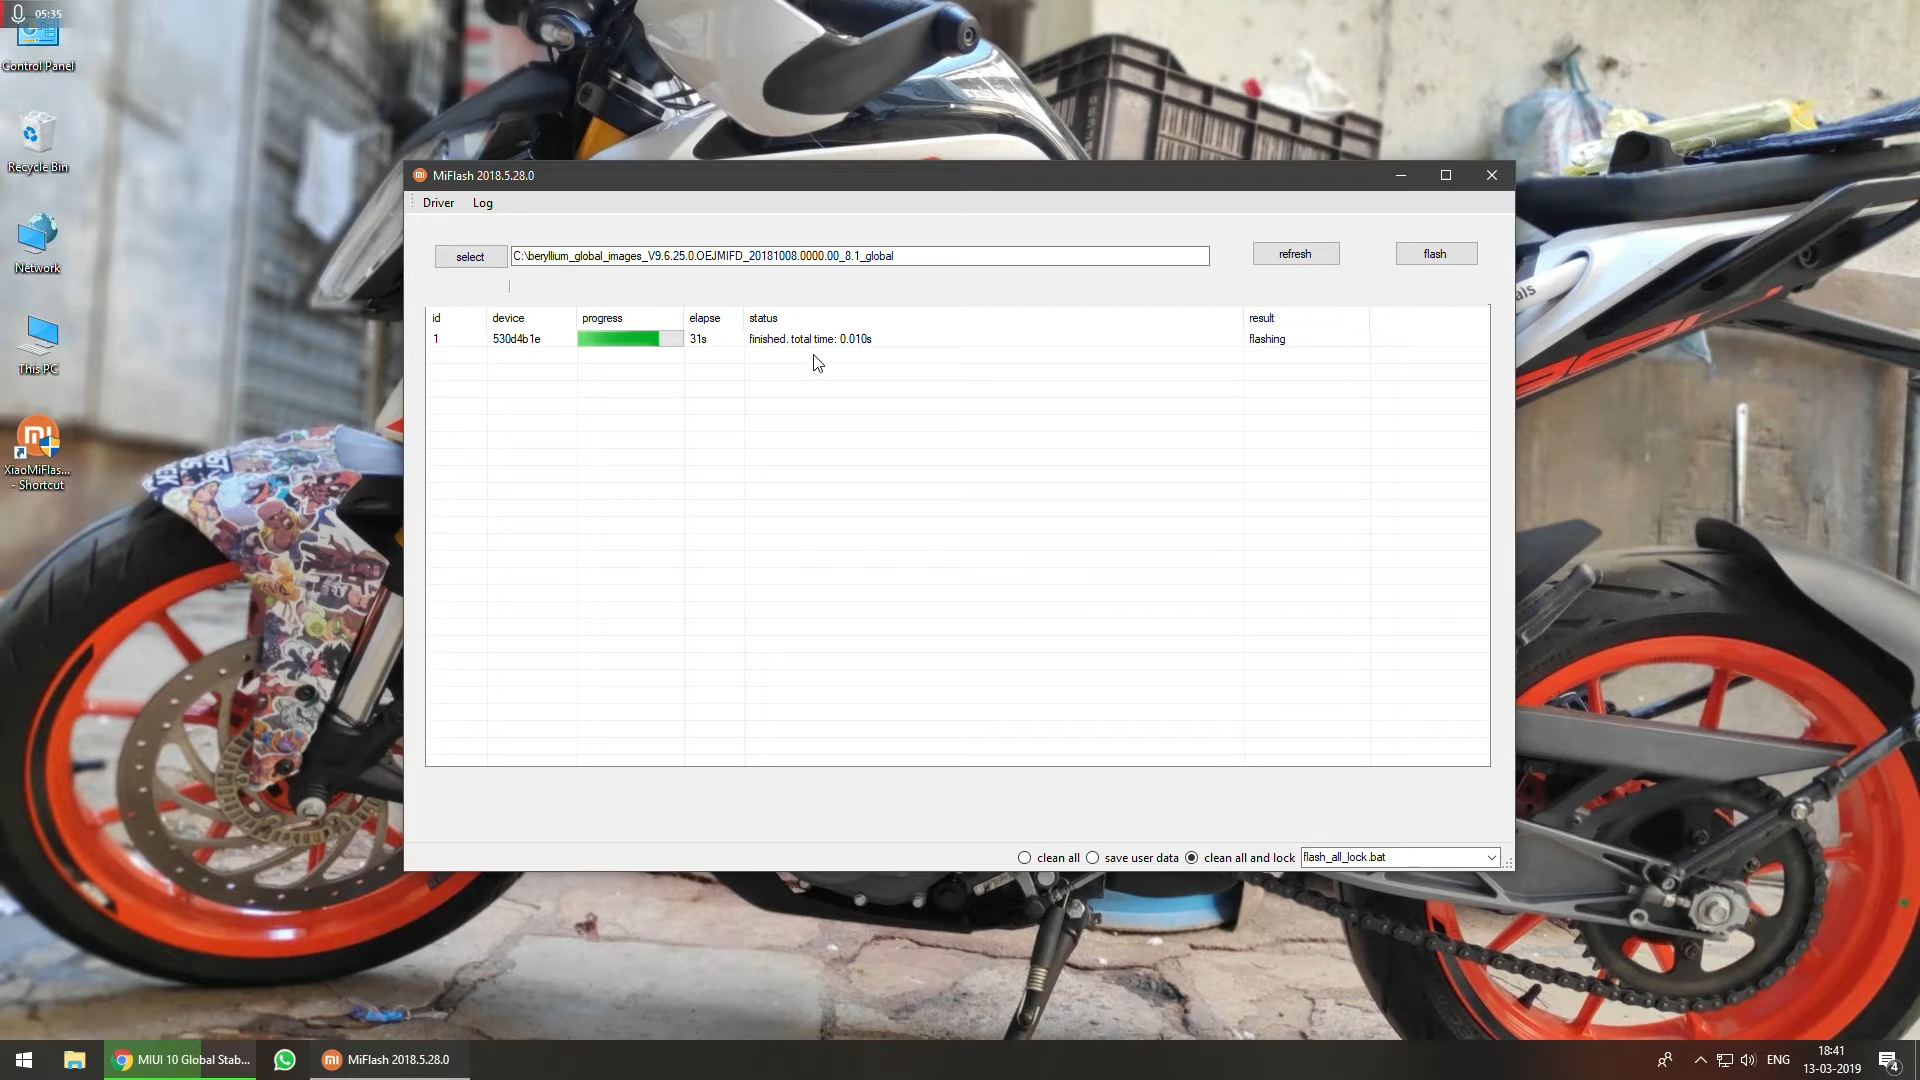 05:35
Control Panel
Recycle Bin
Network
This PC
XiaoMiFlas...
- Shortcut
MiFlash 2018.5.28.0
Driver Log
select C:\beryllium_global_images_V9.6.25.0.OEJMIFD_20181008.0000.00_8.1_global refresh flash
id device progress elapse status result
1 530d4b1e 31s finished. total time: 0.010s flashing
clean all save user data clean all and lock flash_all_lock.bat
MIUI 10 Global Stab... MiFlash 2018.5.28.0 ENG
18:41
13-03-2019
4